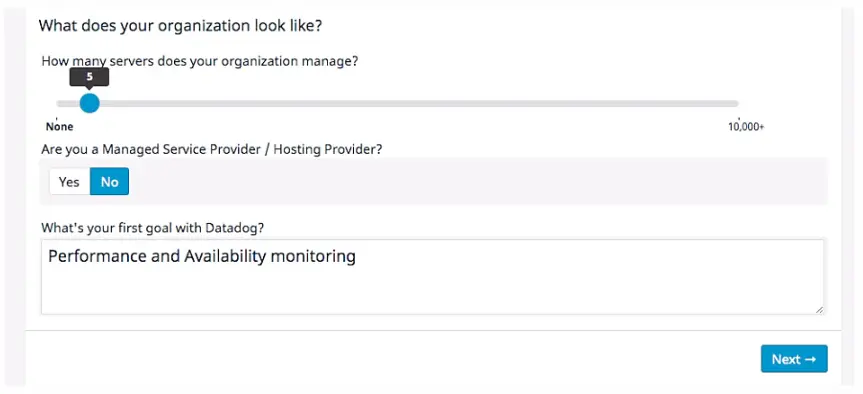 What does your organization look like?
How many servers does your organization manage?
5
None
10,000+
Are you a Managed Service Provider / Hosting Provider?
Yes
No
What's your first goal with Datadog?
Performance and Availability monitoring
Next →